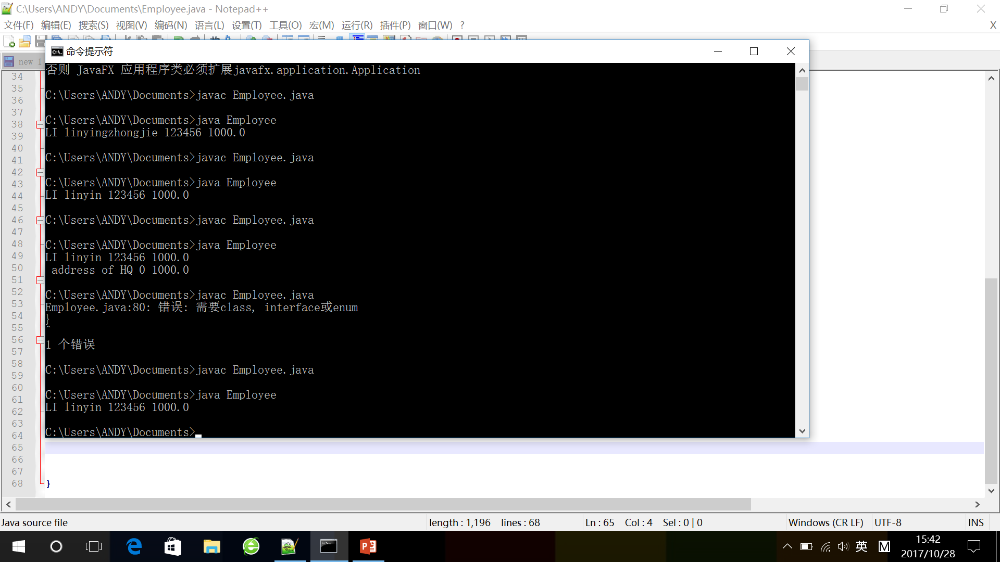 C:\Users\ANDY\Documents\Employee.java - Notepad++
文件(F) 编辑(E) 搜索(S) 视图(V) 编码(N) 语言(L) 设置(T) 工具(O) 宏(M) 运行(R) 插件(P) 窗口(W) ? X
new 1
命令提示符
否则 JavaFX 应用程序类必须扩展javafx.application.Application
C:\Users\ANDY\Documents>javac Employee.java
C:\Users\ANDY\Documents>java Employee
LI linyingzhongjie 123456 1000.0
C:\Users\ANDY\Documents>javac Employee.java
C:\Users\ANDY\Documents>java Employee
LI linyin 123456 1000.0
C:\Users\ANDY\Documents>javac Employee.java
C:\Users\ANDY\Documents>java Employee
LI linyin 123456 1000.0
address of HQ 0 1000.0
C:\Users\ANDY\Documents>javac Employee.java
Employee.java:80: 错误: 需要class, interface或enum
}
^
1 个错误
C:\Users\ANDY\Documents>javac Employee.java
C:\Users\ANDY\Documents>java Employee
LI linyin 123456 1000.0
C:\Users\ANDY\Documents>
34
35
36
37
38
39
40
41
42
43
44
45
46
47
48
49
50
51
52
53
54
55
56
57
58
59
60
61
62
63
64
65
66
67
68 }
Java source file length : 1,196 lines : 68 Ln : 65 Col : 4 Sel : 0 | 0 Windows (CR LF) UTF-8 INS
英 M 15:42
2017/10/28